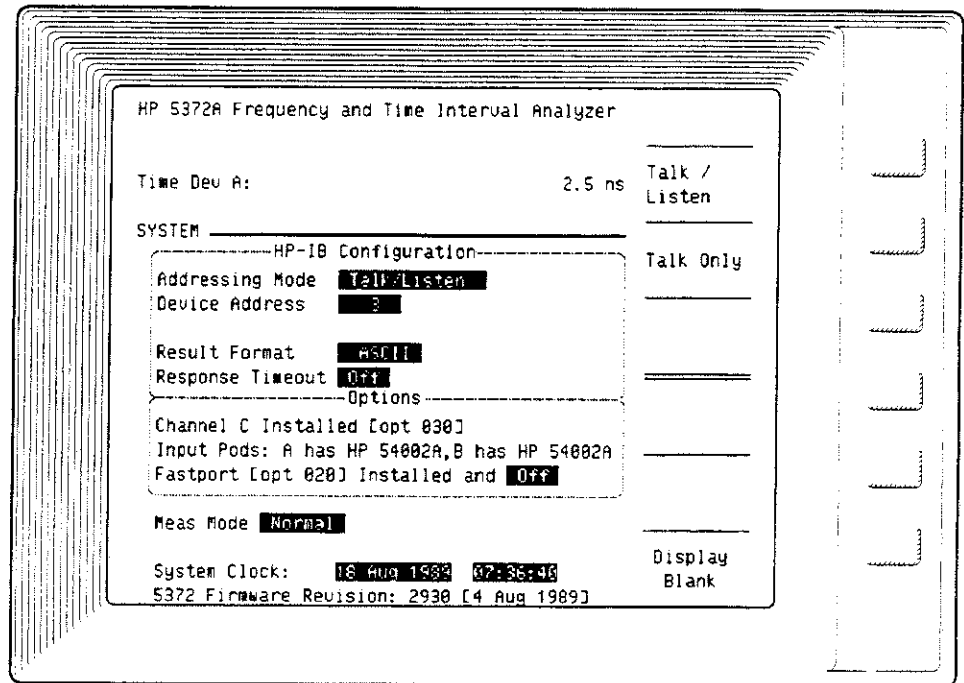 HP 5372A Frequency and Time Interval Analyzer
Time Dev A: 2.5 ns
Talk /
Listen
SYSTEM
HP-IB Configuration
Talk Only
Addressing Mode Talk/Listen
Device Address 3
Result Format ASCII
Response Timeout Off
Options
Channel C Installed [opt 030]
Input Pods: A has HP 54002A,B has HP 54002A
Fastport [opt 020] Installed and Off
Meas Mode Normal
Display
Blank
System Clock: 18 Aug 1989 07:36:40
5372 Firmware Revision: 2930 [4 Aug 1989]